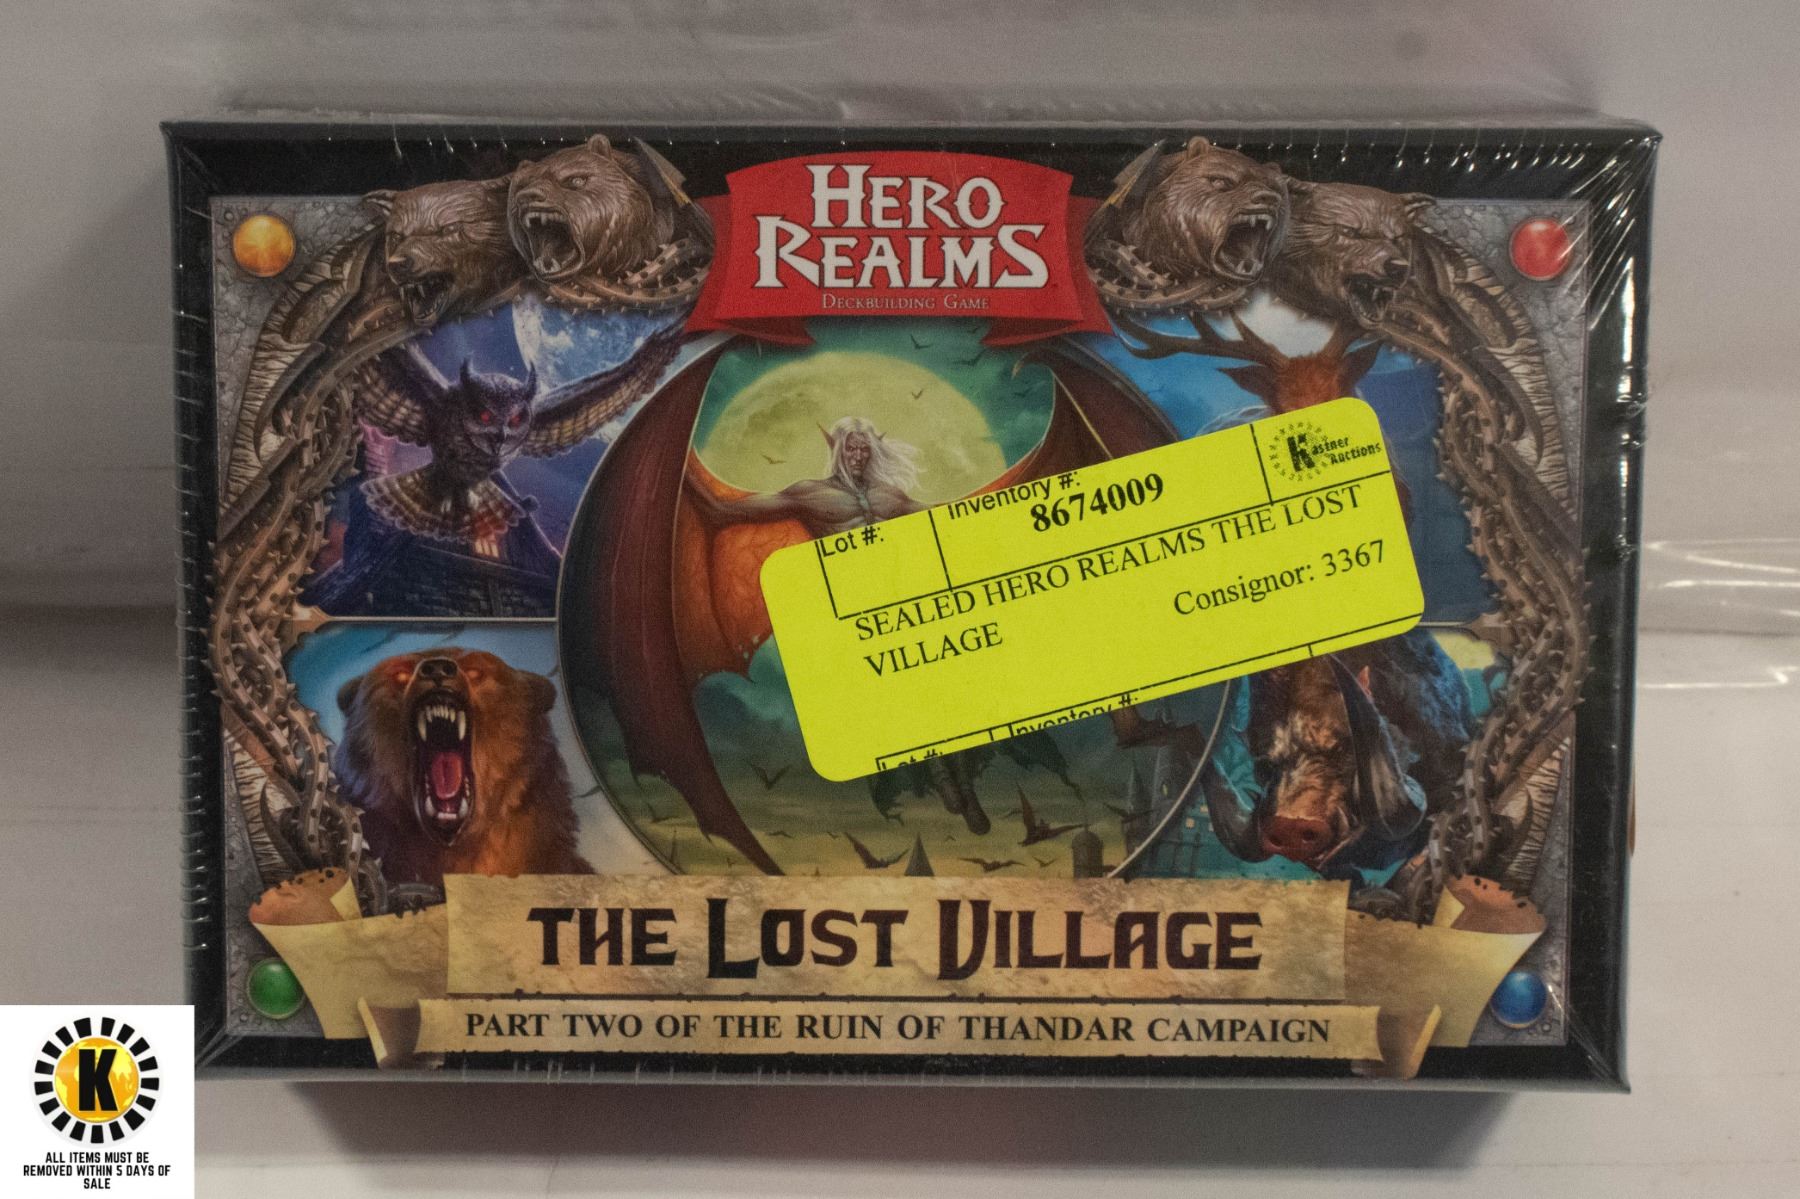 HERO
REALMS
DECKBUILDING GAME
Kastner
Auctions
Lot #:
Inventory #:
8674009
SEALED HERO REALMS THE LOST
VILLAGE
Consignor: 3367
Lot #:
Inventory #:
THE LOST VILLAGE
PART TWO OF THE RUIN OF THANDAR CAMPAIGN
K
ALL ITEMS MUST BE
REMOVED WITHIN 5 DAYS OF
SALE